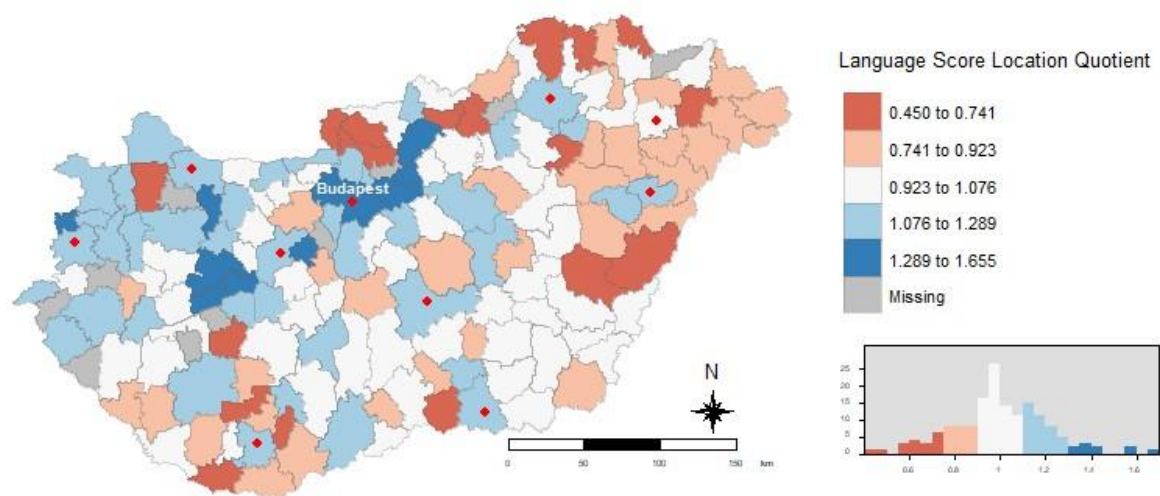 Budapest
Language Score Location Quotient
0.450 to 0.741
0.741 to 0.923
0.923 to 1.076
1.076 to 1.289
1.289 to 1.655
Missing
N
0 50 100 150
km
25
20
15
10
5
0
0.6 0.8 1 1.2 1.4 1.6